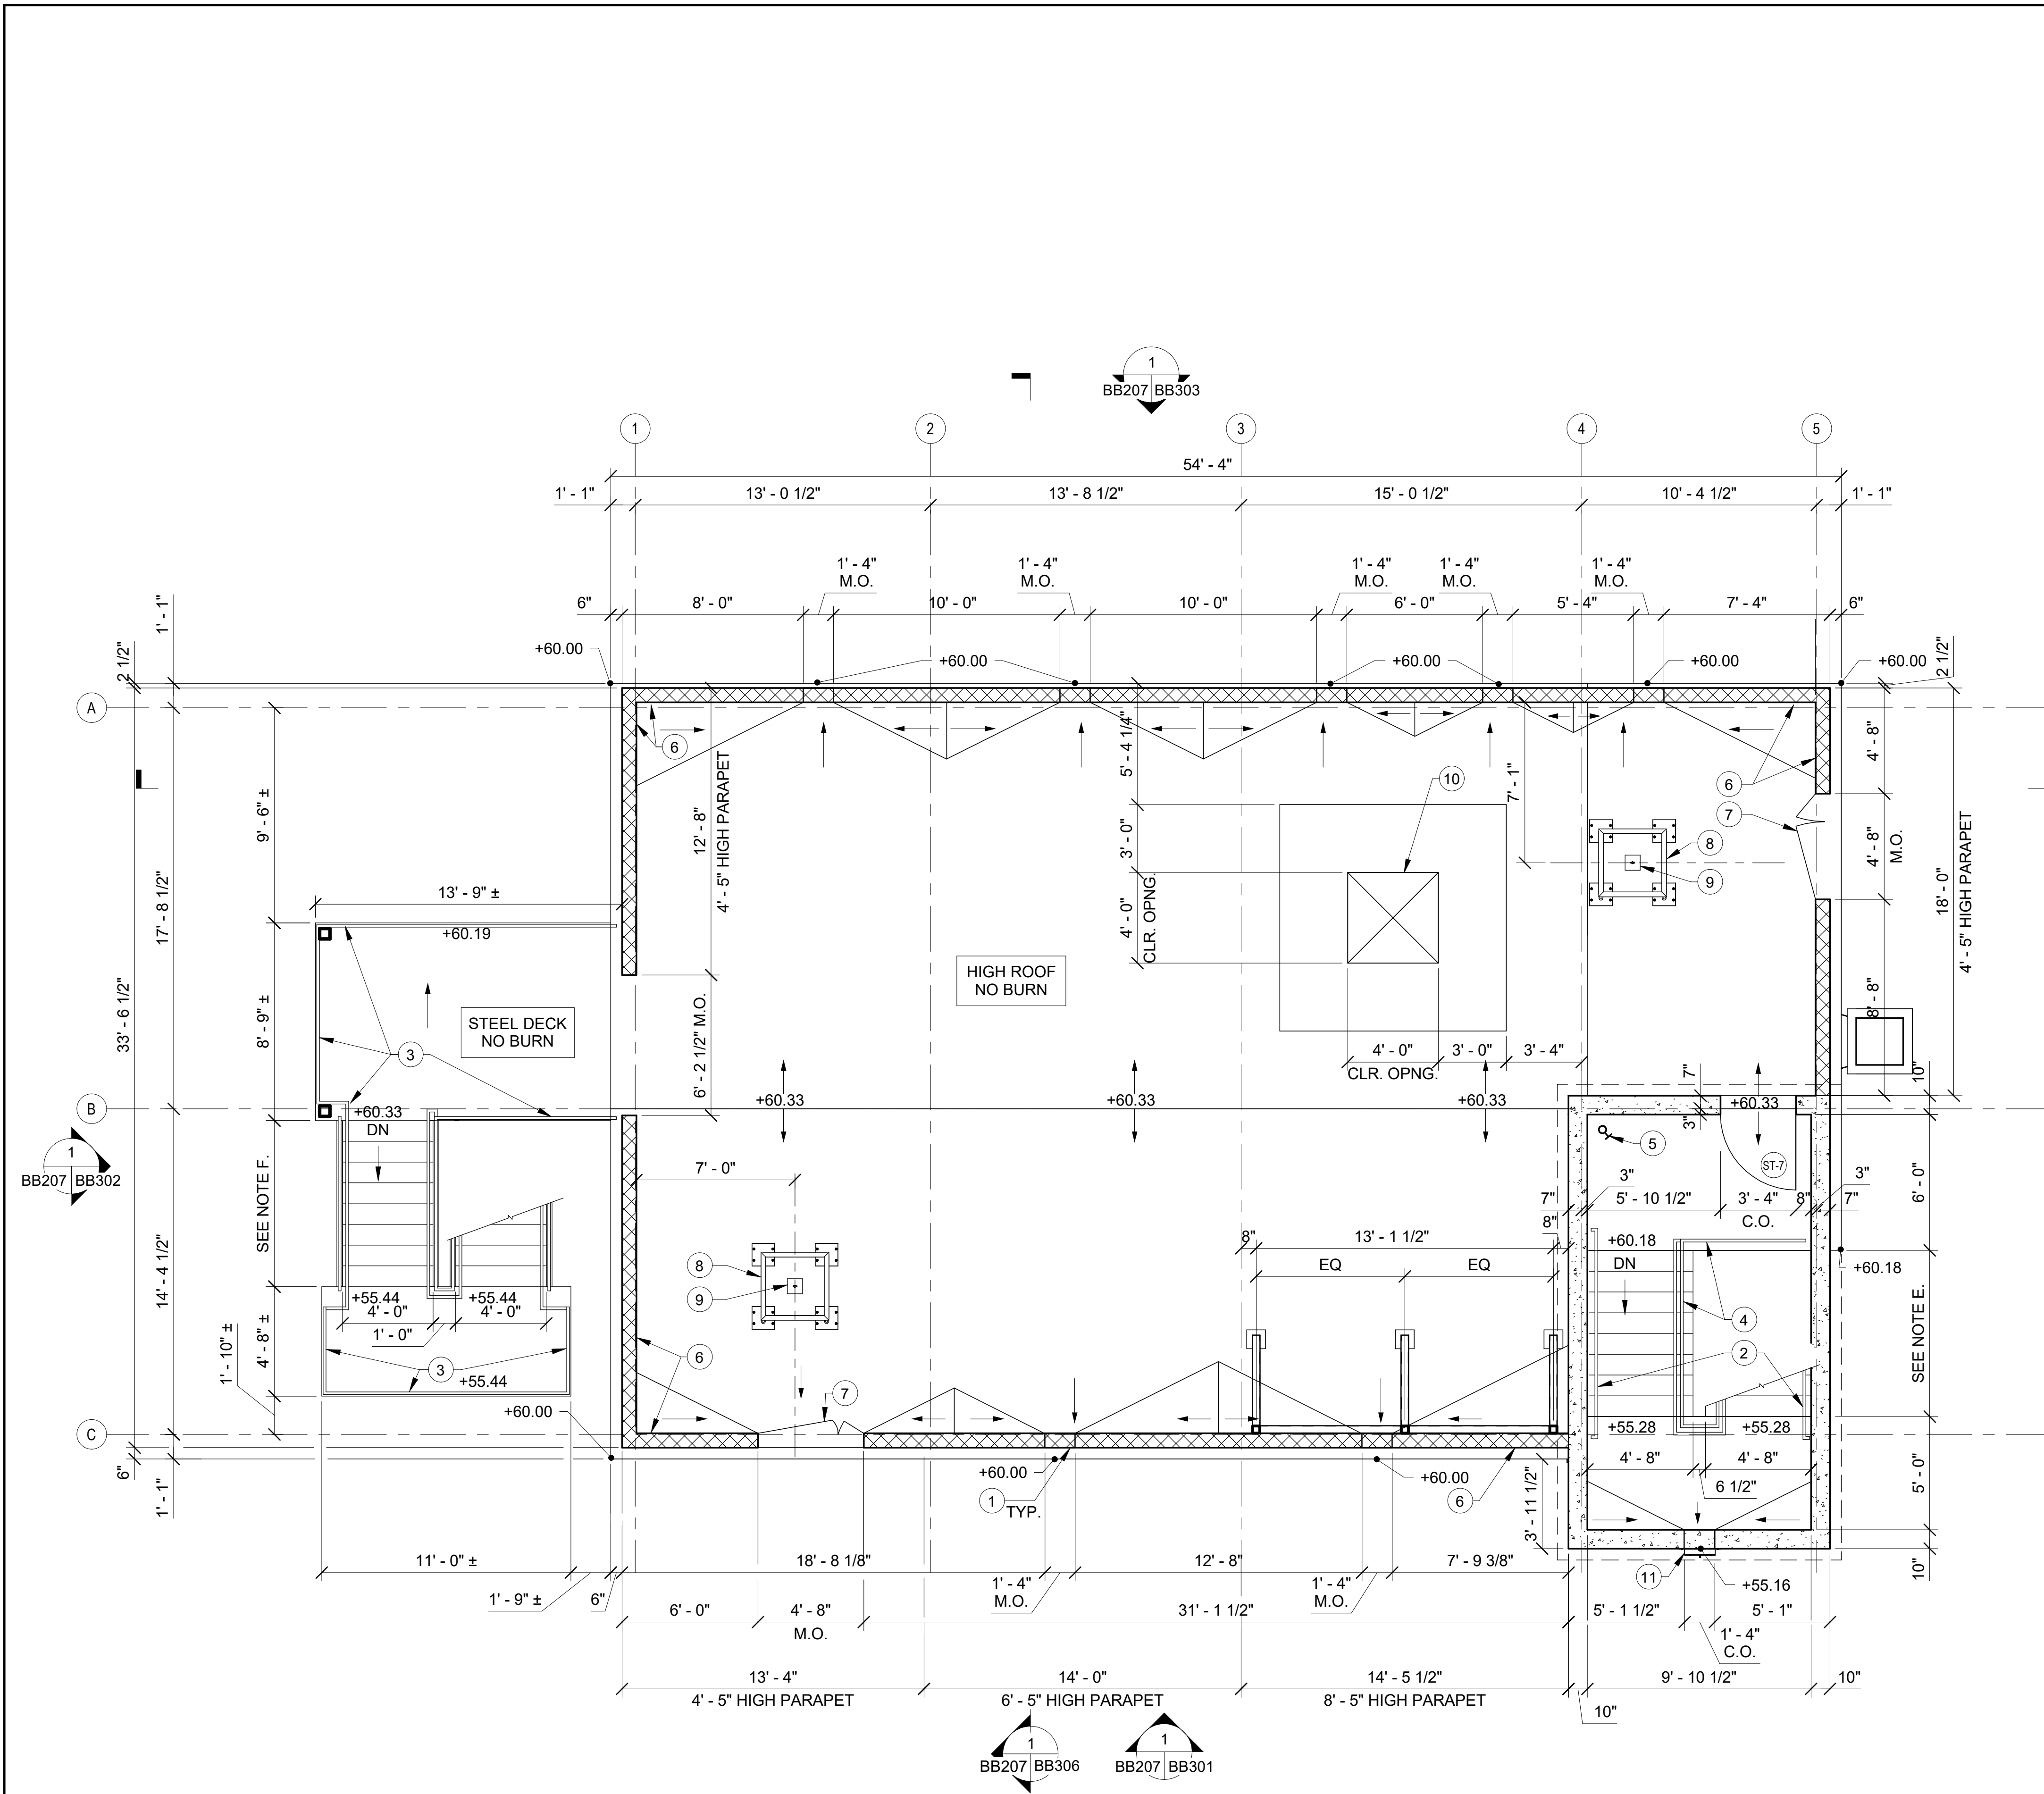 1
BB207 BB303
1 2 3 4 5
54' - 4"
1' - 1" 13' - 0 1/2" 13' - 8 1/2" 15' - 0 1/2" 10' - 4 1/2" 1' - 1"
1' - 4"
M.O.
1' - 4"
M.O.
1' - 4"
M.O.
1' - 4"
M.O.
1' - 4"
M.O.
6" 8' - 0" 10' - 0" 10' - 0" 6' - 0" 5' - 4" 7' - 4" 6"
1' - 1"
2 1/2"
+60.00 +60.00 +60.00 +60.00 +60.00
2 1/2"
A
6
12' - 8"
4' - 5" HIGH PARAPET
5' - 4 1/4"
3' - 0"
4' - 0"
CLR. OPNG.
10
7' - 1"
6
7
8
9
4' - 8"
4' - 8"
M.O.
18' - 0"
4' - 5" HIGH PARAPET
8' - 8"
9' - 6" ±
17' - 8 1/2"
33' - 6 1/2"
8' - 9" ±
13' - 9" ±
+60.19
STEEL DECK
NO BURN
3
HIGH ROOF
NO BURN
6' - 2 1/2" M.O.
4' - 0" 3' - 0" 3' - 4"
CLR. OPNG.
7"
10"
B
+60.33
DN
+60.33 +60.33 +60.33 +60.33
3"
5
ST-7
1
BB207 BB302
SEE NOTE F.
7' - 0"
3"
3"
7" 5' - 10 1/2" 3' - 4" 8" 7"
C.O.
6' - 0"
8"
8" 13' - 1 1/2"
EQ EQ
+60.18
DN
+60.18
14' - 4 1/2"
8
9
+55.44 +55.44
4' - 0" 4' - 0"
1' - 0"
4' - 8" ±
1' - 10" ±
3
+55.44
6
7
4
2
SEE NOTE E.
+60.00
C
+55.28 +55.28
4' - 8" 4' - 8"
6 1/2"
5' - 0"
6"
1' - 1"
+60.00
1
TYP.
+60.00
6
3' - 11 1/2"
11' - 0" ± 18' - 8 1/8" 12' - 8" 7' - 9 3/8"
1' - 9" ± 6"
1' - 4"
M.O.
1' - 4"
M.O.
11
+55.16
10"
6' - 0" 4' - 8" 31' - 1 1/2" 5' - 1 1/2" 5' - 1"
M.O.
1' - 4"
C.O.
13' - 4" 14' - 0" 14' - 5 1/2" 9' - 10 1/2" 10"
4' - 5" HIGH PARAPET 6' - 5" HIGH PARAPET 8' - 5" HIGH PARAPET
10"
1
BB207 BB306
1
BB207 BB301